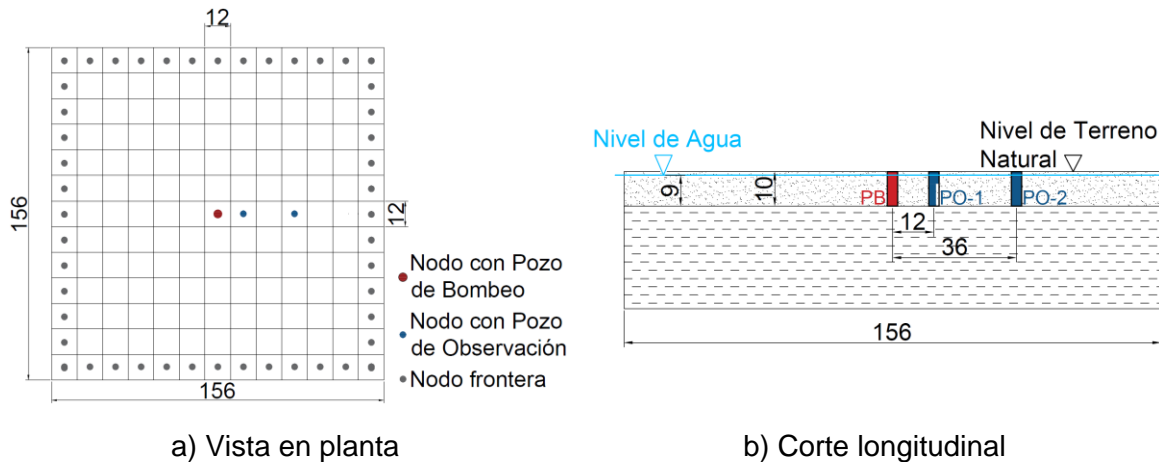 12
156
12
156
Nodo con Pozo
de Bombeo
Nodo con Pozo
de Observación
Nodo frontera
a) Vista en planta
Nivel de Agua
Nivel de Terreno
Natural
9
10
PB
PO-1
PO-2
12
36
156
b) Corte longitudinal